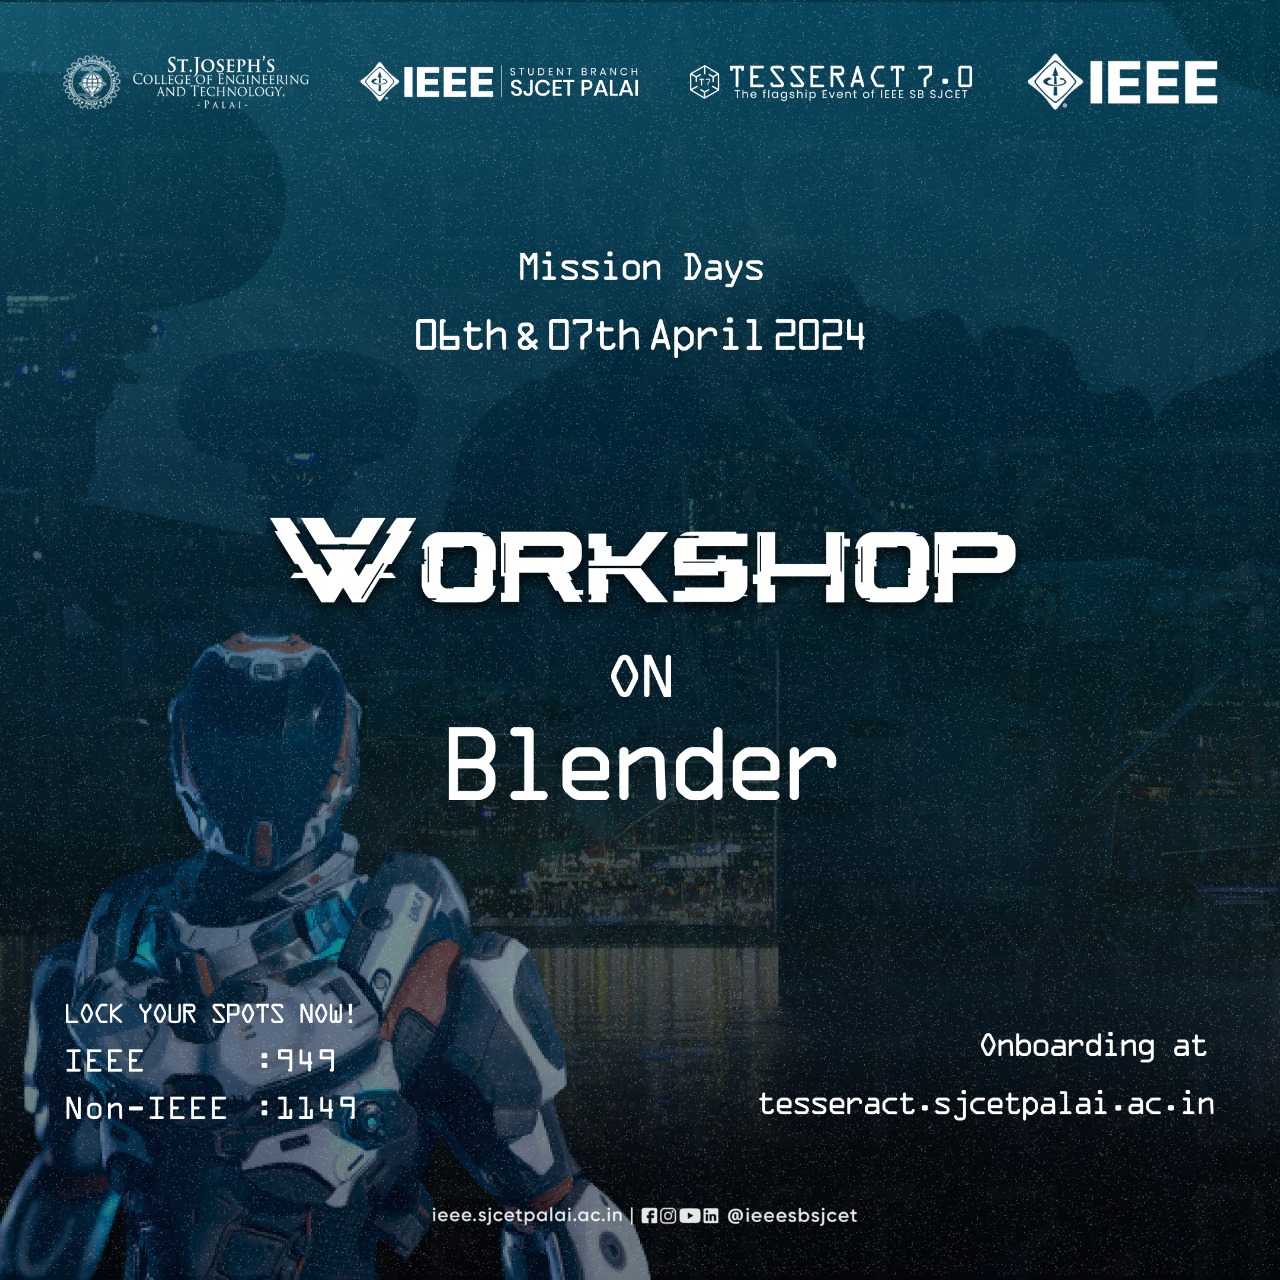 St.Joseph's
College of Engineering
and Technology,
-Palai-
IEEE
STUDENT BRANCH
SJCET PALAI
TESSERACT 7.0
The flagship Event of IEEE SB SJCET
IEEE
Mission Days
06th & 07th April 2024
WORKSHOP
ON
Blender
LOCK YOUR SPOTS NOW!
IEEE :949
Non-IEEE :1149
Onboarding at
tesseract.sjcetpalai.ac.in
ieee.sjcetpalai.ac.in | @ieeesbsjcet